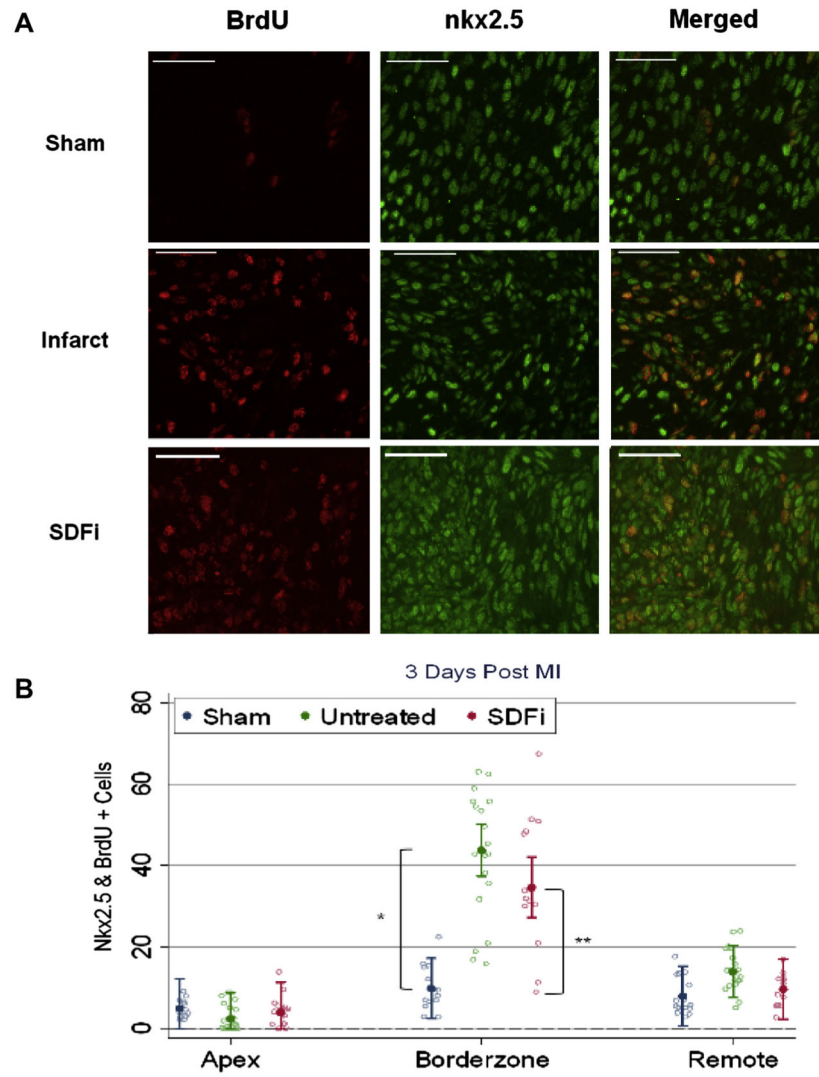 A
BrdU
nkx2.5
Merged
Sham
Infarct
SDFi
B
3 Days Post MI
80
60
40
20
0
Nkx2.5 & BrdU + Cells
Sham
Untreated
SDFi
*
**
Apex
Borderzone
Remote